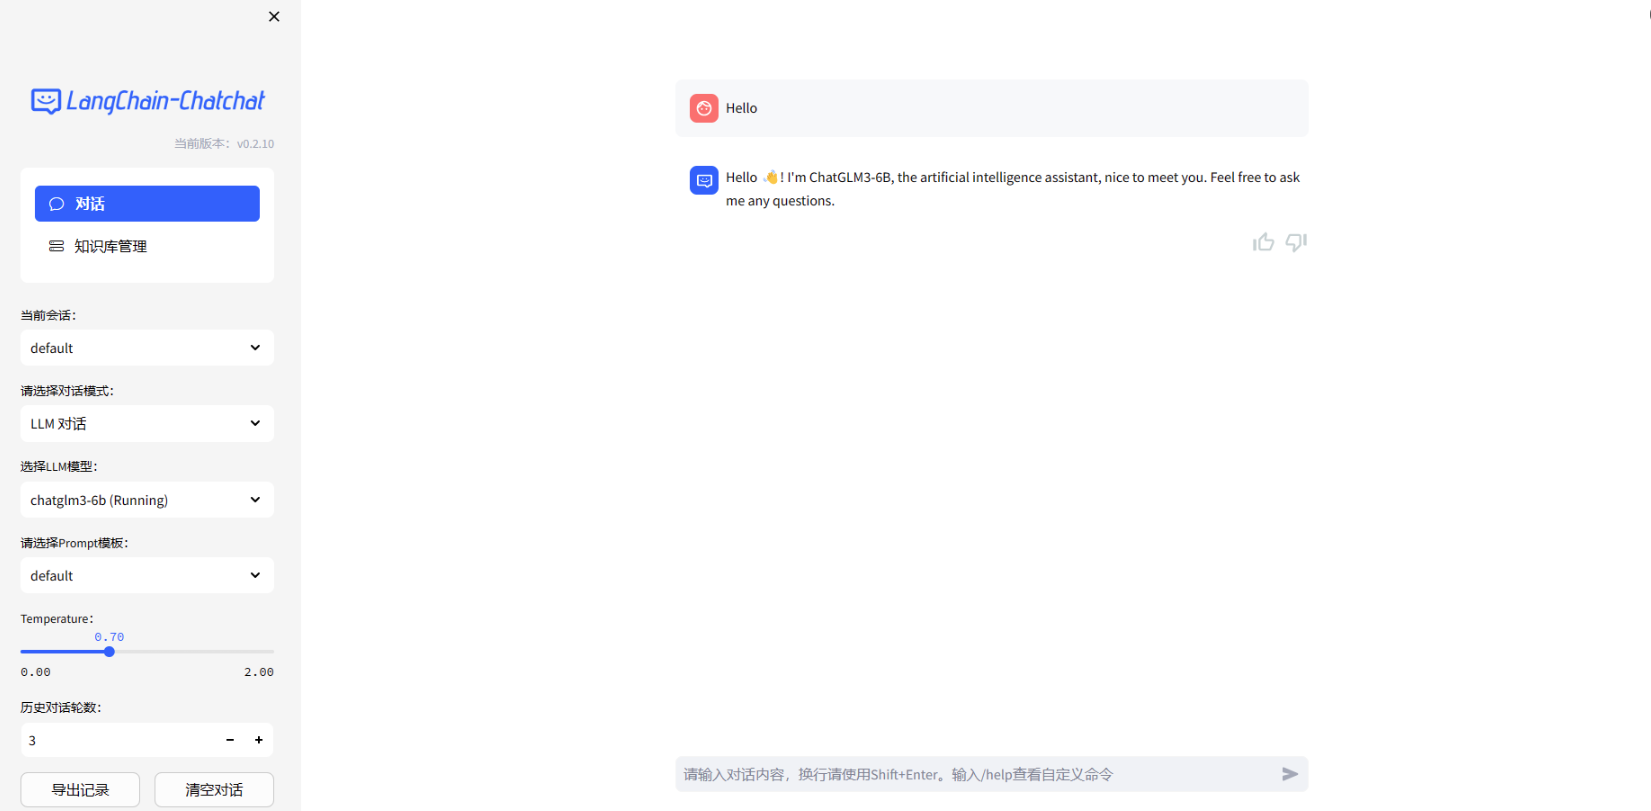 LangChain-Chatchat
当前版本：v0.2.10
对话
知识库管理
当前会话：
default
请选择对话模式：
LLM 对话
选择LLM模型：
chatglm3-6b (Running)
请选择Prompt模板：
default
Temperature：
0.70
0.00 2.00
历史对话轮数：
3
导出记录 清空对话
Hello
Hello 👋! I'm ChatGLM3-6B, the artificial intelligence assistant, nice to meet you. Feel free to ask
me any questions.
请输入对话内容，换行请使用Shift+Enter。输入/help查看自定义命令